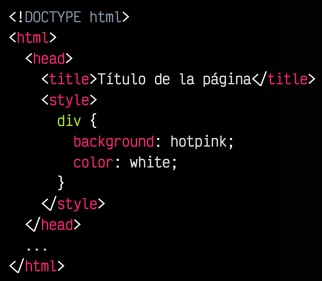 <!DOCTYPE html>
<html>
<head>
<title>Título de la página</title>
<style>
div {
background: hotpink;
color: white;
}
</style>
</head>
...
</html>